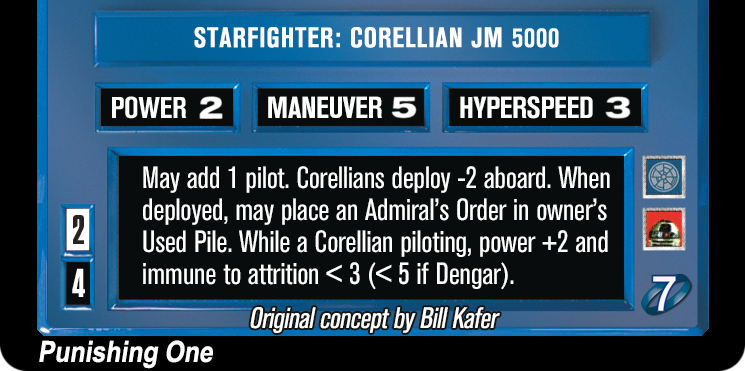 STARFIGHTER: CORELLIAN JM 5000
POWER 2 MANEUVER 5 HYPERSPEED 3
May add 1 pilot. Corellians deploy -2 aboard. When
deployed, may place an Admiral's Order in owner's
Used Pile. While a Corellian piloting, power +2 and
immune to attrition < 3 (< 5 if Dengar).
2
4
7
Original concept by Bill Kafer
Punishing One